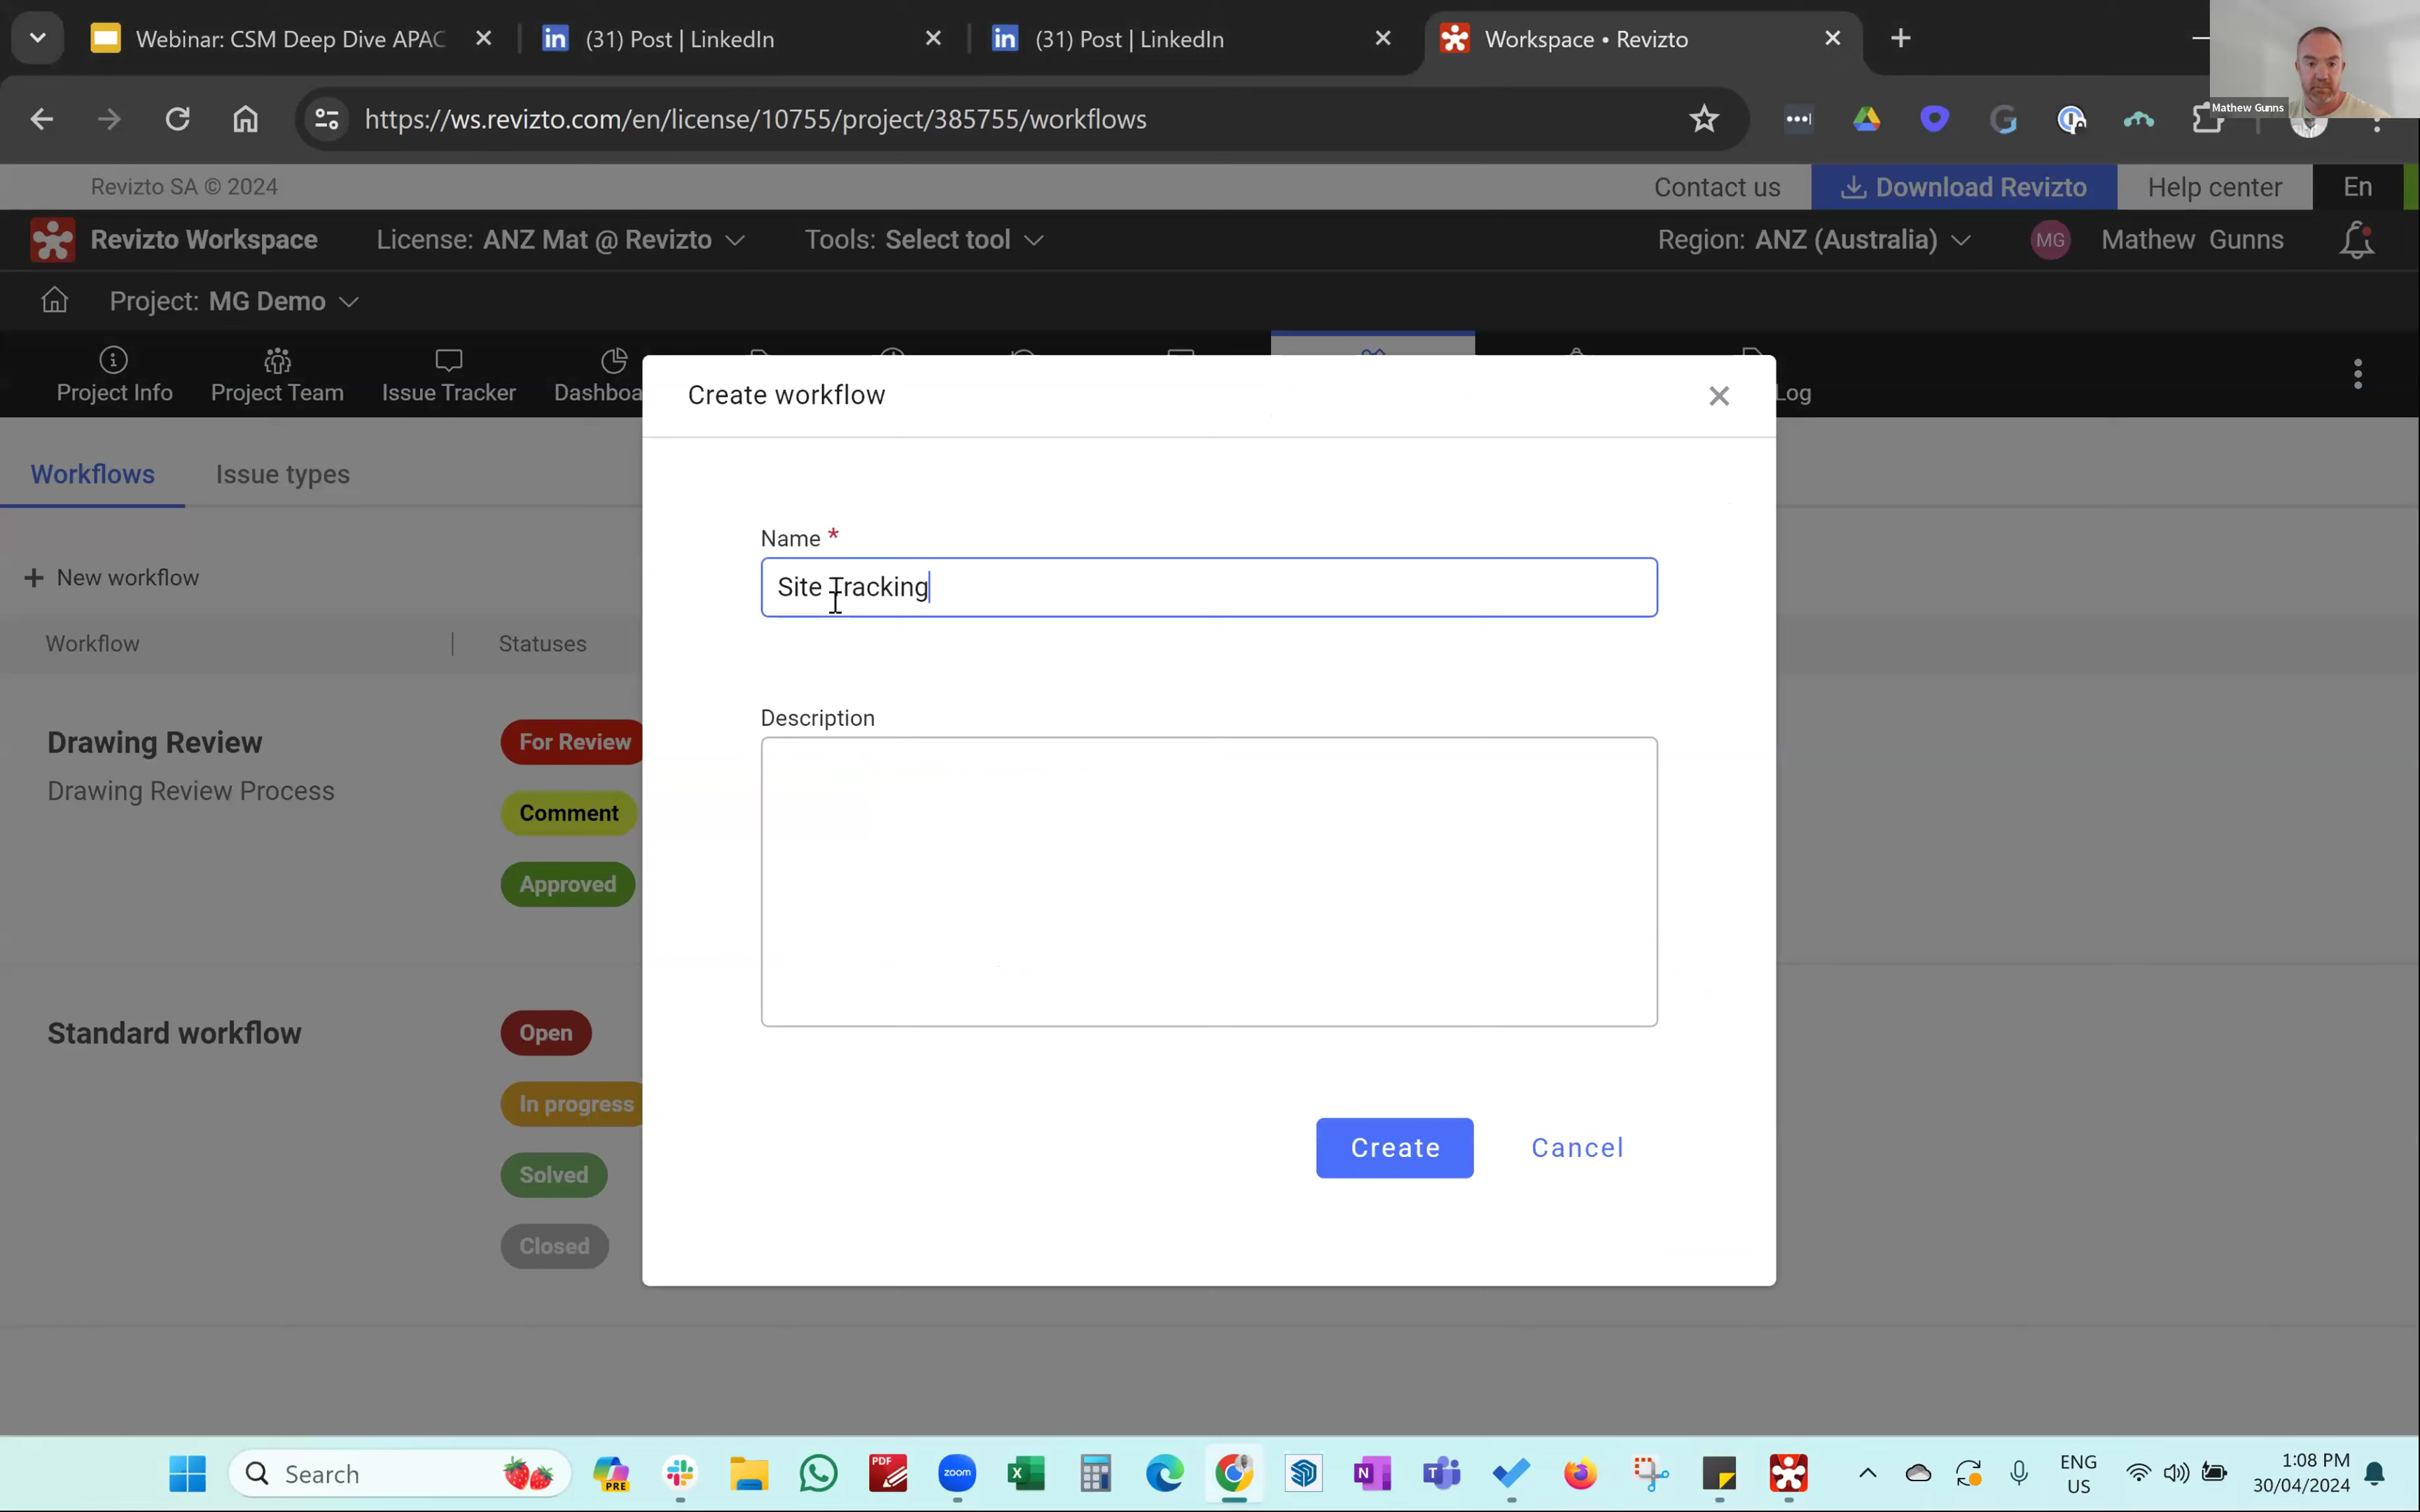 Webinar: CSM Deep Dive APAC
(31) Post | LinkedIn
(31) Post | LinkedIn
Workspace • Revizto
Mathew Gunns
https://ws.revizto.com/en/license/10755/project/385755/workflows
Revizto SA © 2024
Contact us
Download Revizto
Help center
En
Revizto Workspace
License: ANZ Mat @ Revizto
Tools: Select tool
Region: ANZ (Australia)
MG
Mathew Gunns
Project: MG Demo
Project Info
Project Team
Issue Tracker
Dashboa
Log
Create workflow
Workflows
Issue types
Name *
Site Tracking
+ New workflow
Workflow
Statuses
Description
Drawing Review
Drawing Review Process
For Review
Comment
Approved
Standard workflow
Open
In progress
Solved
Closed
Create
Cancel
Search
PRE
PDF
zoom
ENG
US
1:08 PM
30/04/2024